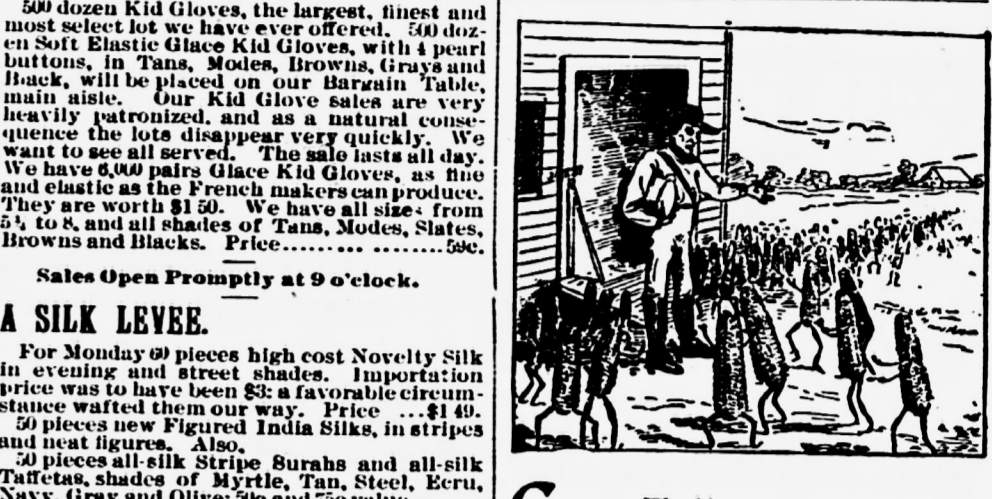 500 dozen Kid Gloves, the largest, finest and
most select lot we have ever offered. 500 doz-
en Soft Elastic Glace Kid Gloves, with 4 pearl
buttons, in Tans, Modes, Browns, Grays and
Black, will be placed on our Bargain Table,
main aisle. Our Kid Glove sales are very
heavily patronized, and as a natural conse-
quence the lots disappear very quickly. We
want to see all served. The sale lasts all day.
We have 6,000 pairs Glace Kid Gloves, as fine
and elastic as the French makers can produce.
They are worth $1 50. We have all sizes from
to 8, and all shades of Tans, Modes, Slates,
Browns and Blacks. Price..... .........59c.
Sales Open Promptly at 9 o'clock.
A SILK LEVEE.
For Monday 60 pieces high cost Novelty Silk
in evening and street shades. Importation
price was to have been $3: a favorable circum-
stance wafted them our way. Price ...$1 49.
50 pieces new Figured India Silks, in stripes
and neat figures. Also,
50 pieces all-silk Stripe Surahs and all-silk
Taffetas, shades of Myrtle, Tan, Steel, Ecru,
Navy, Gray and Olive;